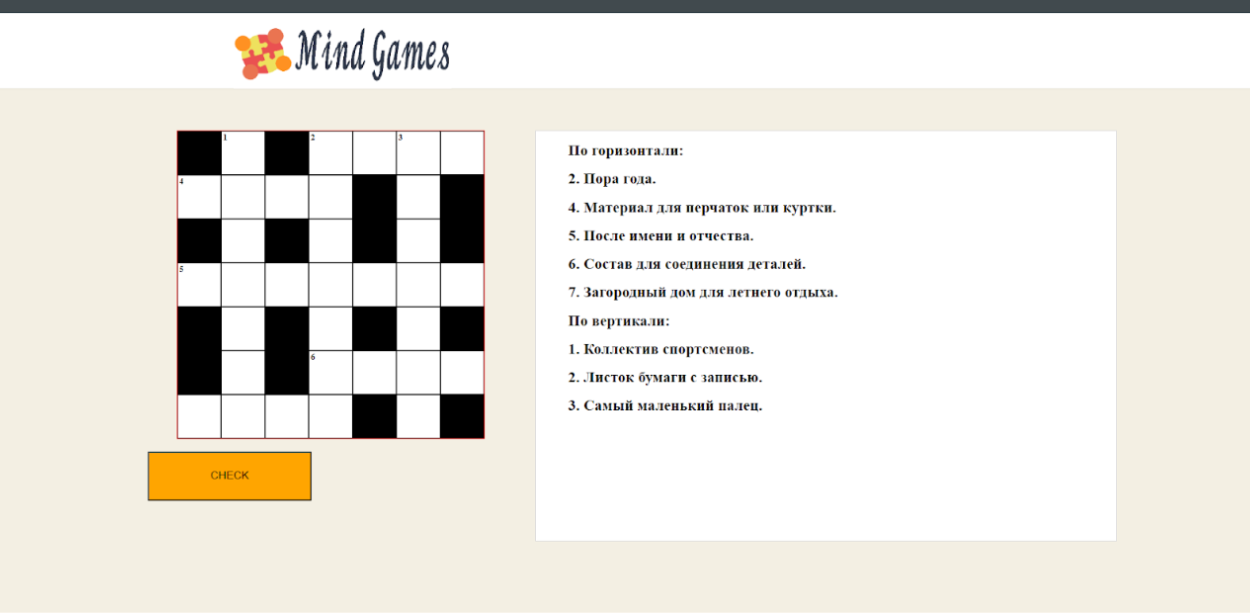 Mind Games
1 2 3
4
5
6
CHECK
По горизонтали:
2. Пора года.
4. Материал для перчаток или куртки.
5. После имени и отчества.
6. Состав для соединения деталей.
7. Загородный дом для летнего отдыха.
По вертикали:
1. Коллектив спортсменов.
2. Листок бумаги с записью.
3. Самый маленький палец.